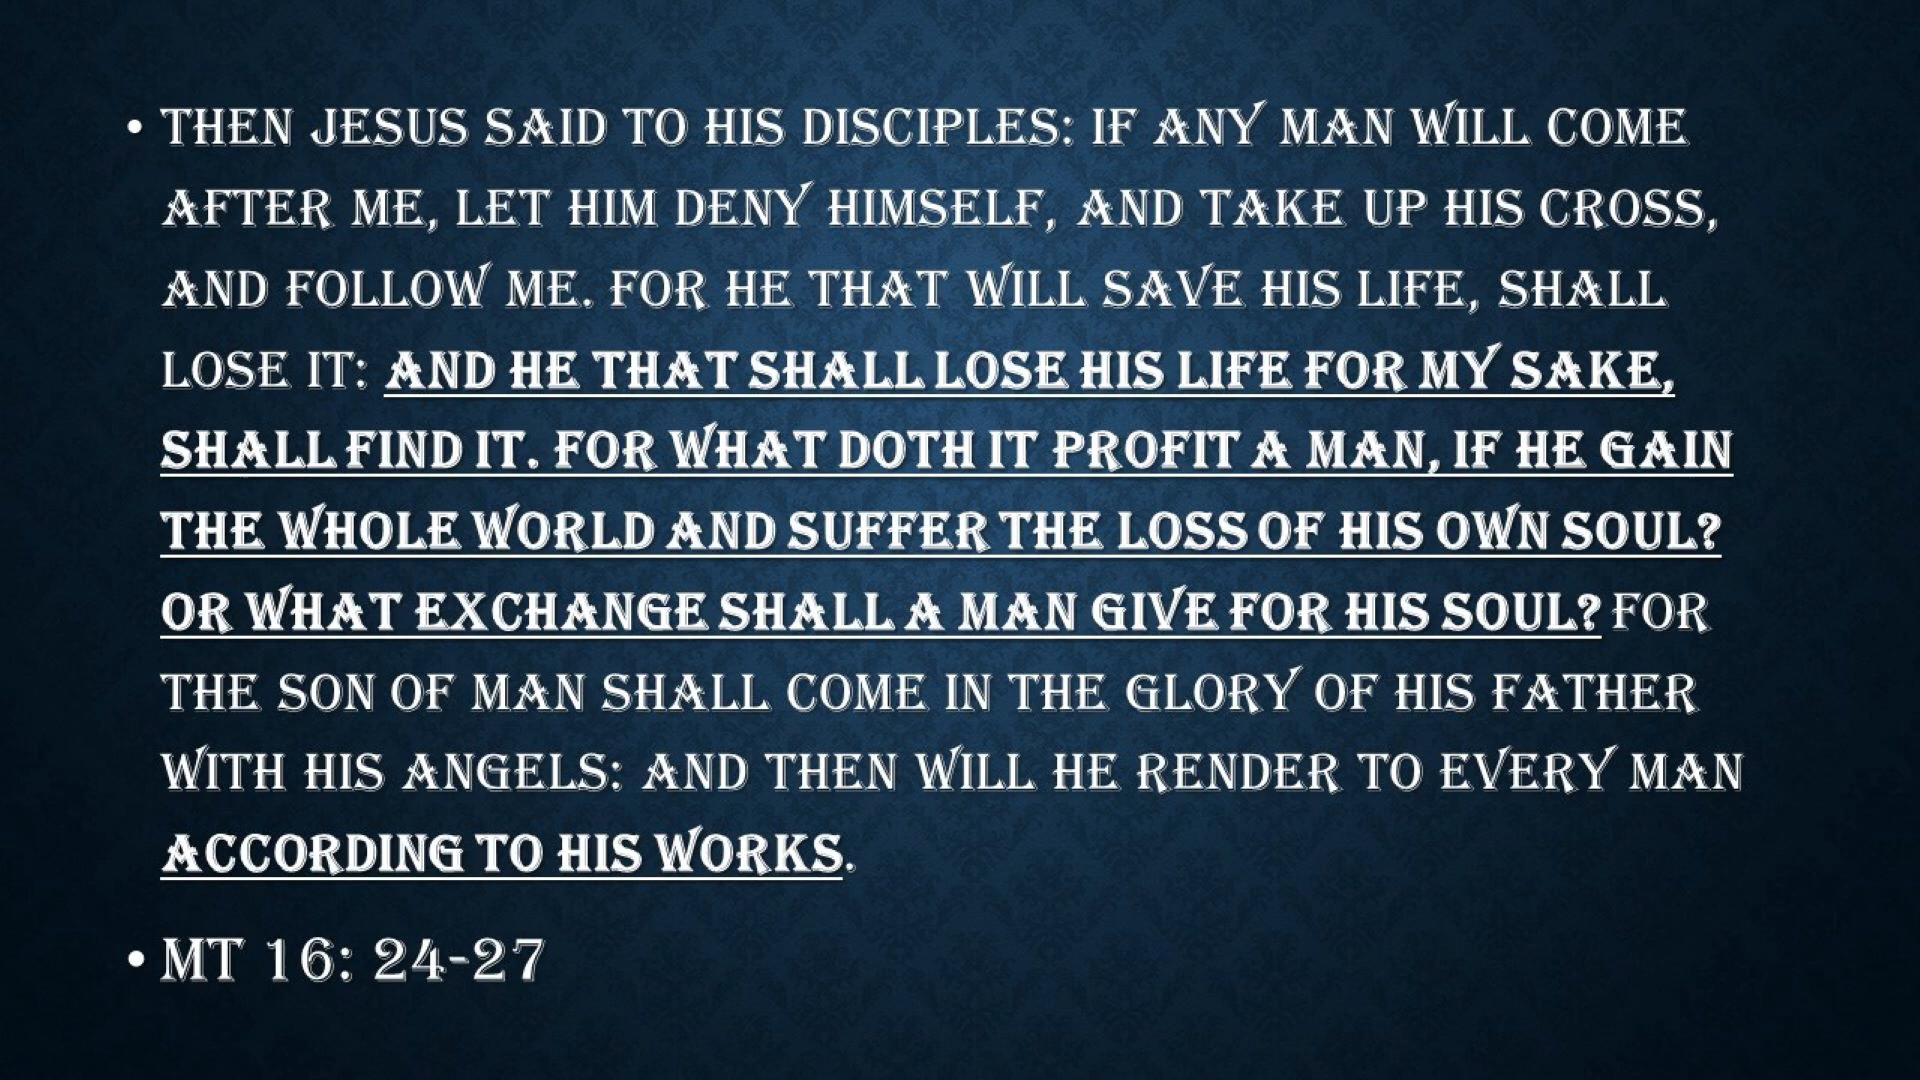 • THEN JESUS SAID TO HIS DISCIPLES: IF ANY MAN WILL COME
AFTER ME, LET HIM DENY HIMSELF, AND TAKE UP HIS CROSS,
AND FOLLOW ME. FOR HE THAT WILL SAVE HIS LIFE, SHALL
LOSE IT: AND HE THAT SHALL LOSE HIS LIFE FOR MY SAKE,
SHALL FIND IT. FOR WHAT DOTH IT PROFIT A MAN, IF HE GAIN
THE WHOLE WORLD AND SUFFER THE LOSS OF HIS OWN SOUL?
OR WHAT EXCHANGE SHALL A MAN GIVE FOR HIS SOUL? FOR
THE SON OF MAN SHALL COME IN THE GLORY OF HIS FATHER
WITH HIS ANGELS: AND THEN WILL HE RENDER TO EVERY MAN
ACCORDING TO HIS WORKS.
• MT 16: 24-27